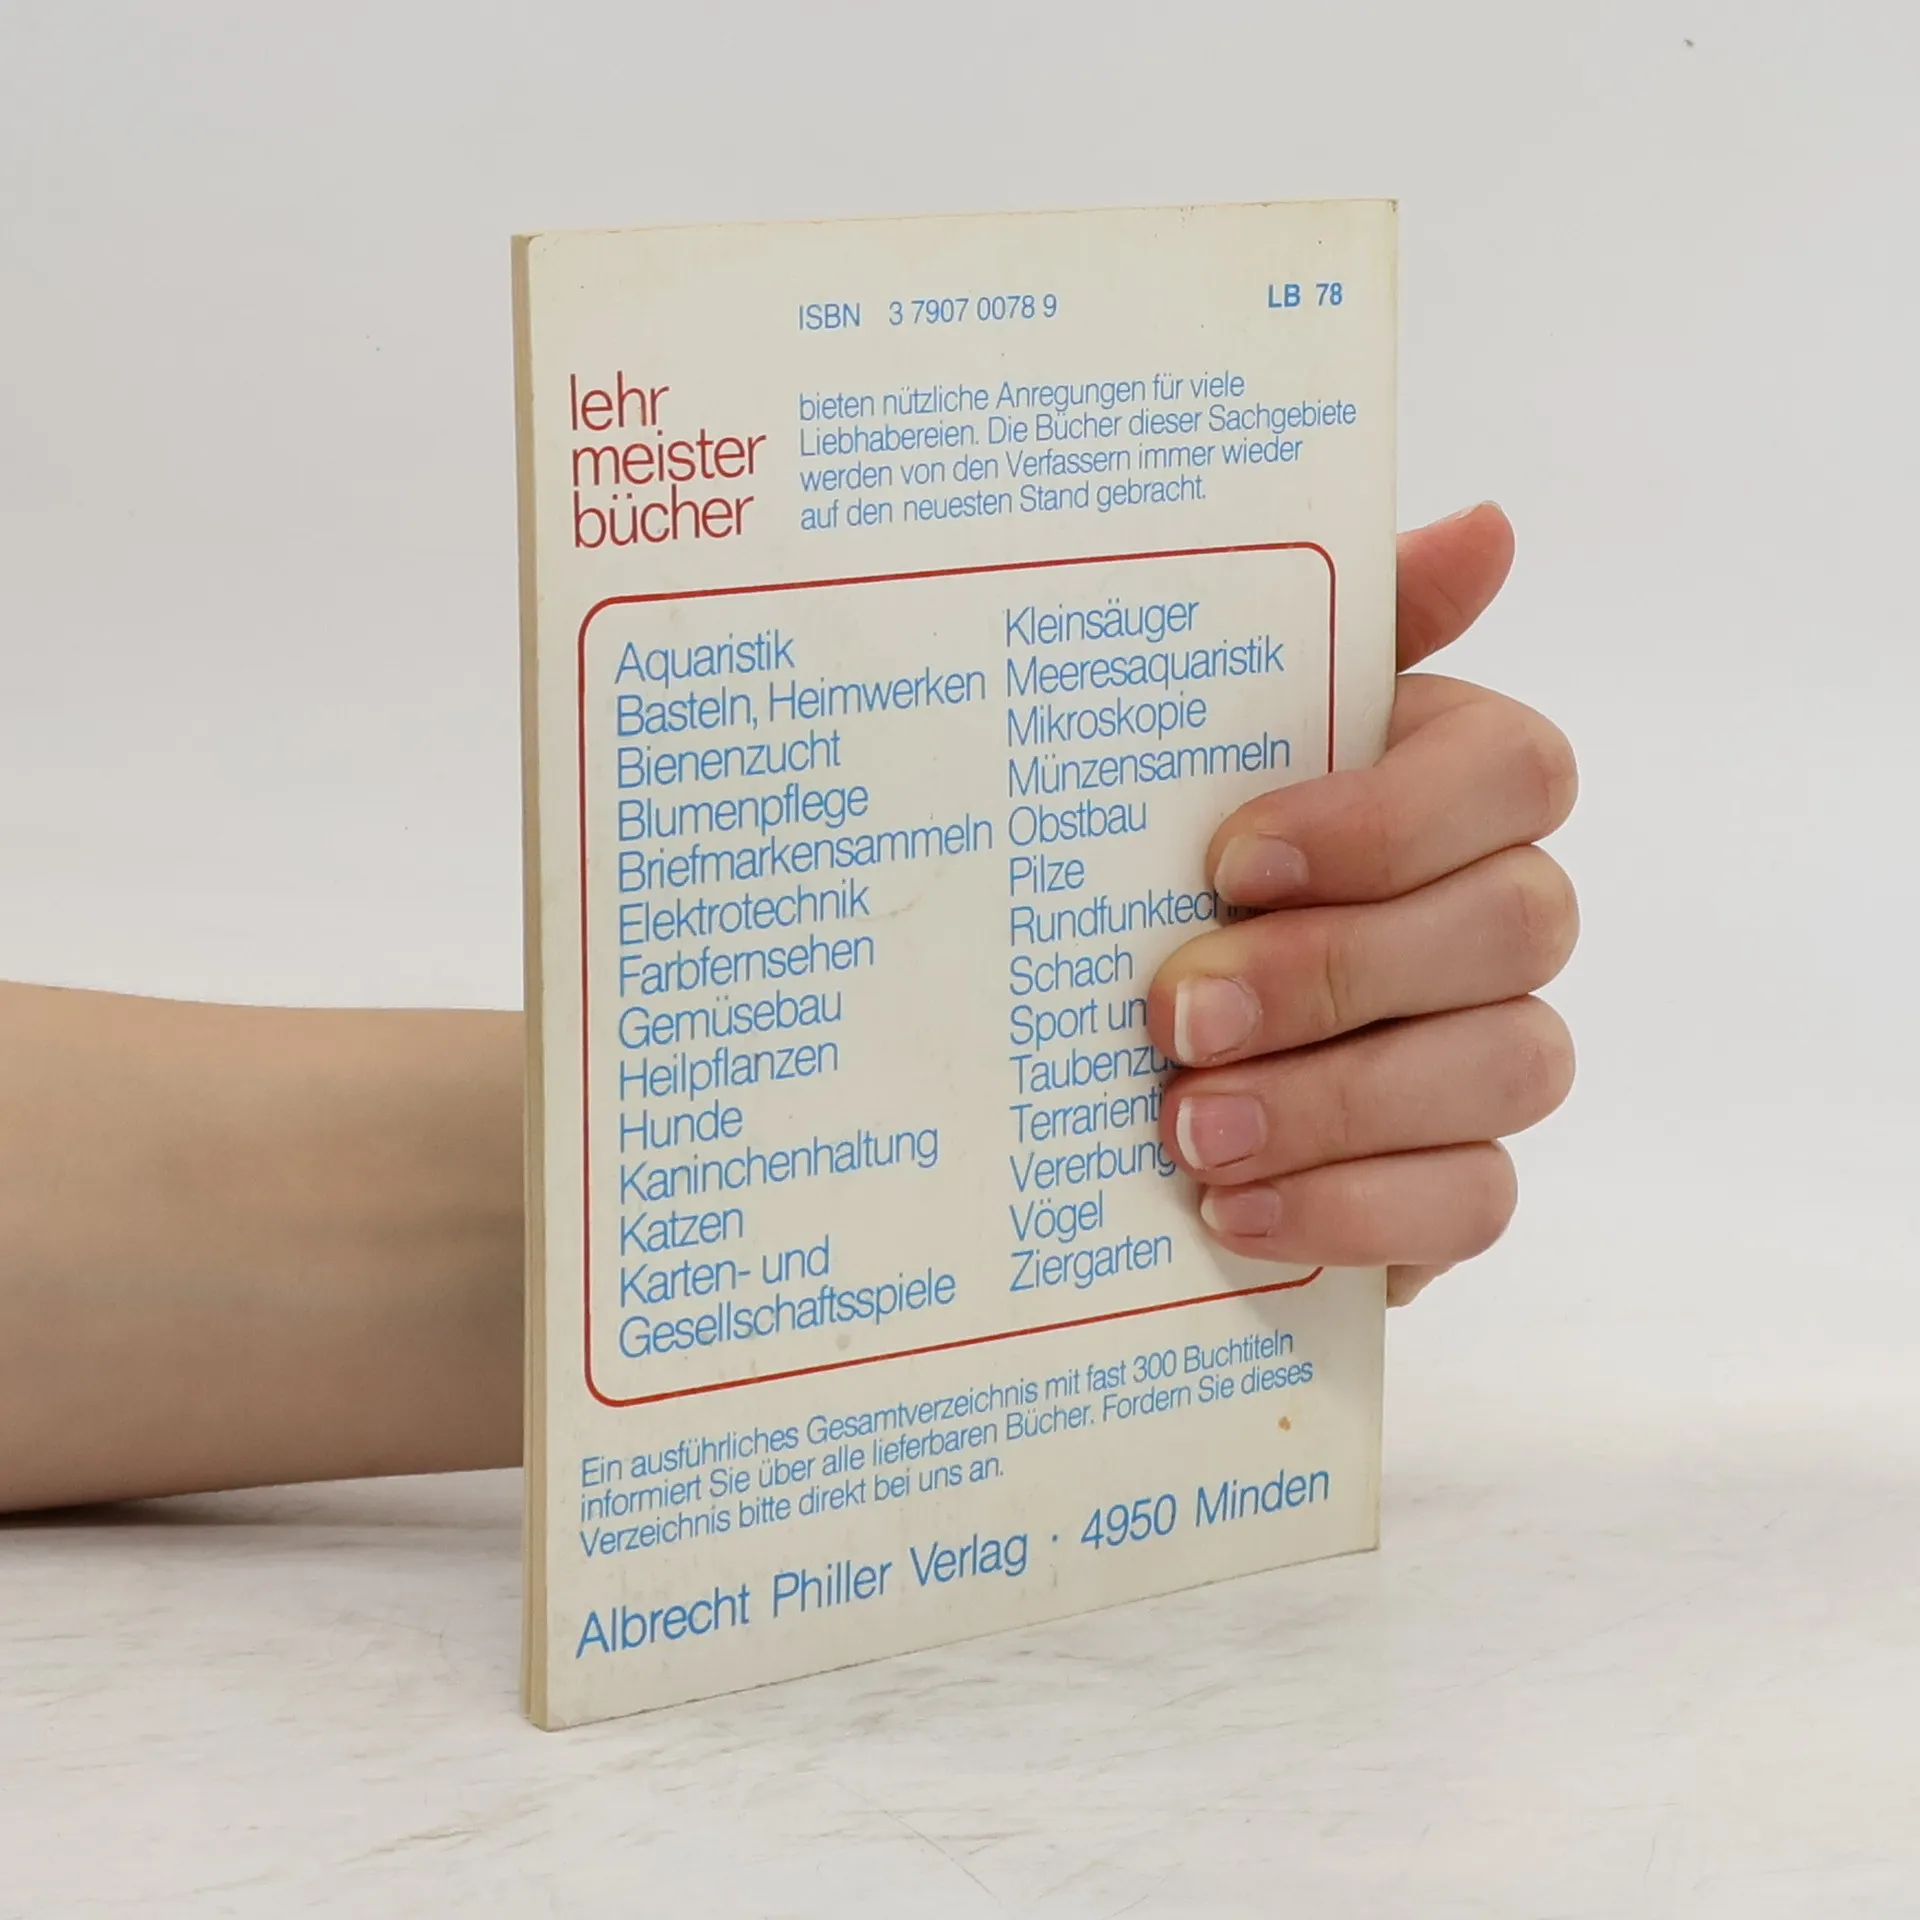 ISBN 3 7907 0078 9
LB 78
lehr
meister
bücher
bieten nützliche Anregungen für viele
Liebhabereien. Die Bücher dieser Sachgebiete
werden von den Verfassern immer wieder
auf den neuesten Stand gebracht.
Aquaristik
Basteln, Heimwerken
Bienenzucht
Blumenpflege
Briefmarkensammeln
Elektrotechnik
Farbfernsehen
Gemüsebau
Heilpflanzen
Hunde
Kaninchenhaltung
Katzen
Karten- und
Gesellschaftsspiele
Kleinsäuger
Meeresaquaristik
Mikroskopie
Münzensammeln
Obstbau
Pilze
Schach
Sport
Vererbung
Vögel
Ziergarten
Ein ausführliches Gesamtverzeichnis mit fast 300 Buchtiteln
informiert Sie über alle lieferbaren Bücher. Fordern Sie dieses
Verzeichnis bitte direkt bei uns an.
Albrecht Philler Verlag · 4950 Minden